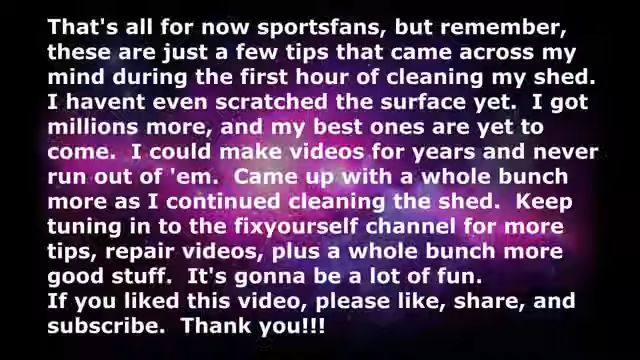 That's all for now sportsfans, but remember,
these are just a few tips that came across my
mind during the first hour of cleaning my shed.
I havent even scratched the surface yet.  I got
millions more, and my best ones are yet to
come.  I could make videos for years and never
run out of 'em.  Came up with a whole bunch
more as I continued cleaning the shed.  Keep
tuning in to the fixyourself channel for more
tips, repair videos, plus a whole bunch more
good stuff.  It's gonna be a lot of fun.
If you liked this video, please like, share, and
subscribe.  Thank you!!!